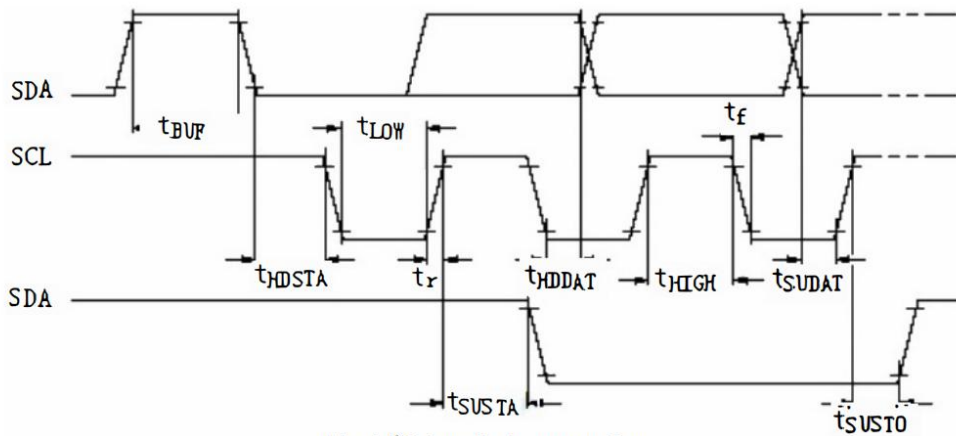 SDA
tBUF
tLOW
tf
SCL
tHDSTA
tr
tHDDAT
tHIGH
tSUDAT
SDA
tSUSTA
tSUSTO